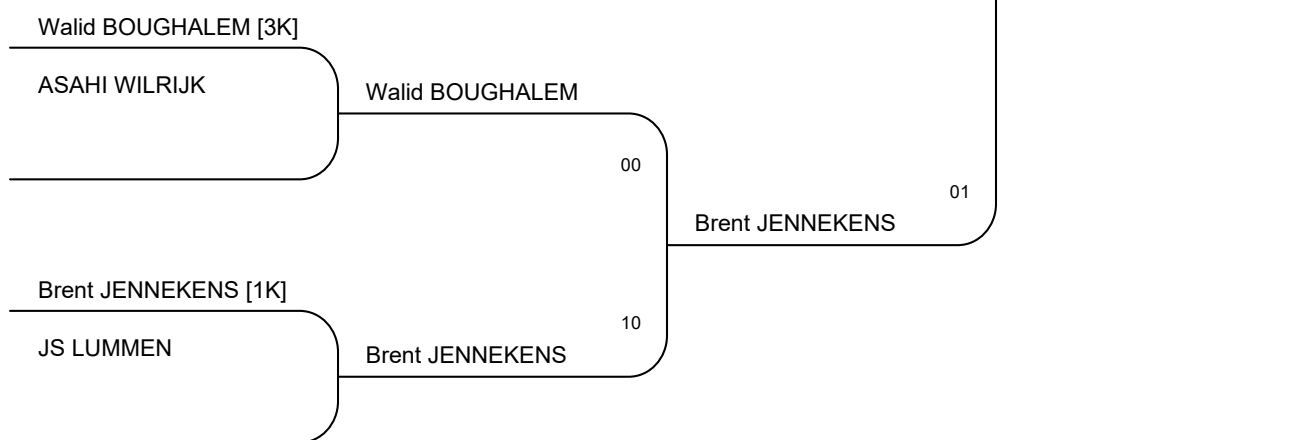 Walid BOUGHALEM [3K]
ASAHI WILRIJK
Walid BOUGHALEM
00
01
Brent JENNEKENS
Brent JENNEKENS [1K]
10
JS LUMMEN
Brent JENNEKENS